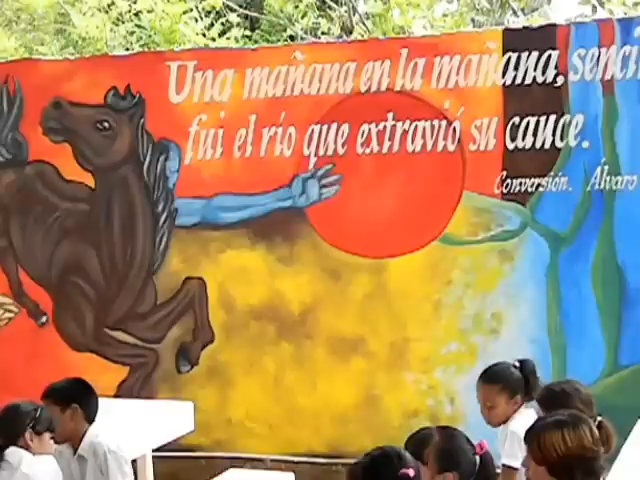 Una mañana en la mañana, senci
fui el río que extravió su cauce.
Conversión. Álvaro